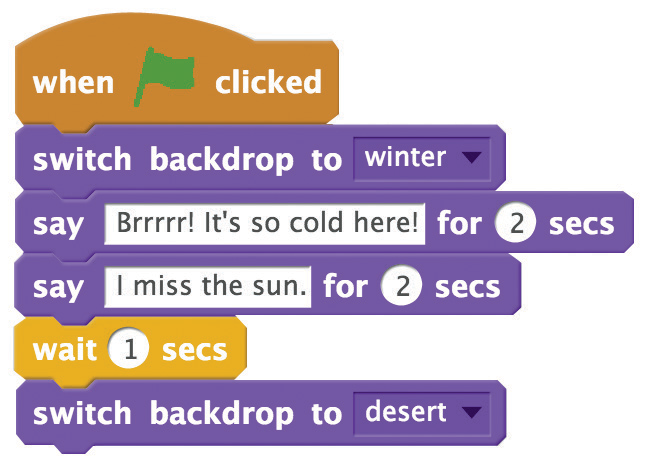 when clicked
switch backdrop to winter
say Brrrrr! It's so cold here! for 2 secs
say I miss the sun. for 2 secs
wait 1 secs
switch backdrop to desert